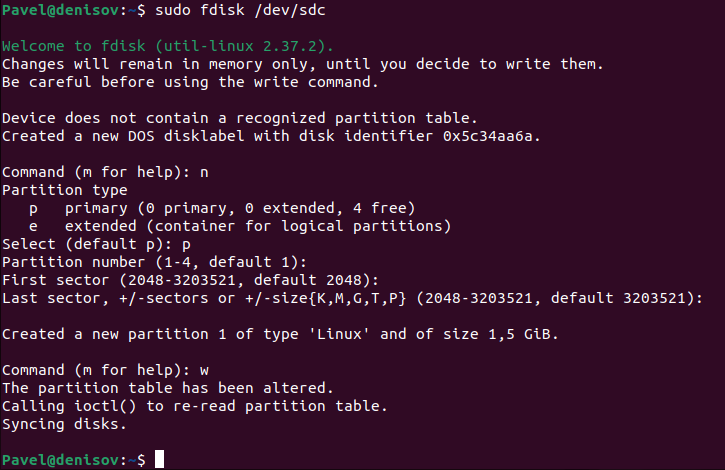 Pavel@denisov:~$ sudo fdisk /dev/sdc
Welcome to fdisk (util-linux 2.37.2).
Changes will remain in memory only, until you decide to write them.
Be careful before using the write command.
Device does not contain a recognized partition table.
Created a new DOS disklabel with disk identifier 0x5c34aa6a.
Command (m for help): n
Partition type
   p   primary (0 primary, 0 extended, 4 free)
   e   extended (container for logical partitions)
Select (default p): p
Partition number (1-4, default 1):
First sector (2048-3203521, default 2048):
Last sector, +/-sectors or +/-size{K,M,G,T,P} (2048-3203521, default 3203521):
Created a new partition 1 of type 'Linux' and of size 1,5 GiB.
Command (m for help): w
The partition table has been altered.
Calling ioctl() to re-read partition table.
Syncing disks.
Pavel@denisov:~$